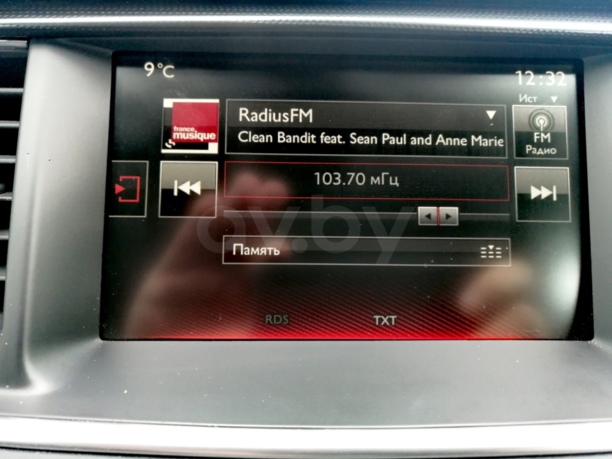 9°C
12:32
Ист
france
musique
RadiusFM
Clean Bandit feat. Sean Paul and Anne Marie
FM
Радио
103.70 мГц
ov.by
Память
RDS
TXT